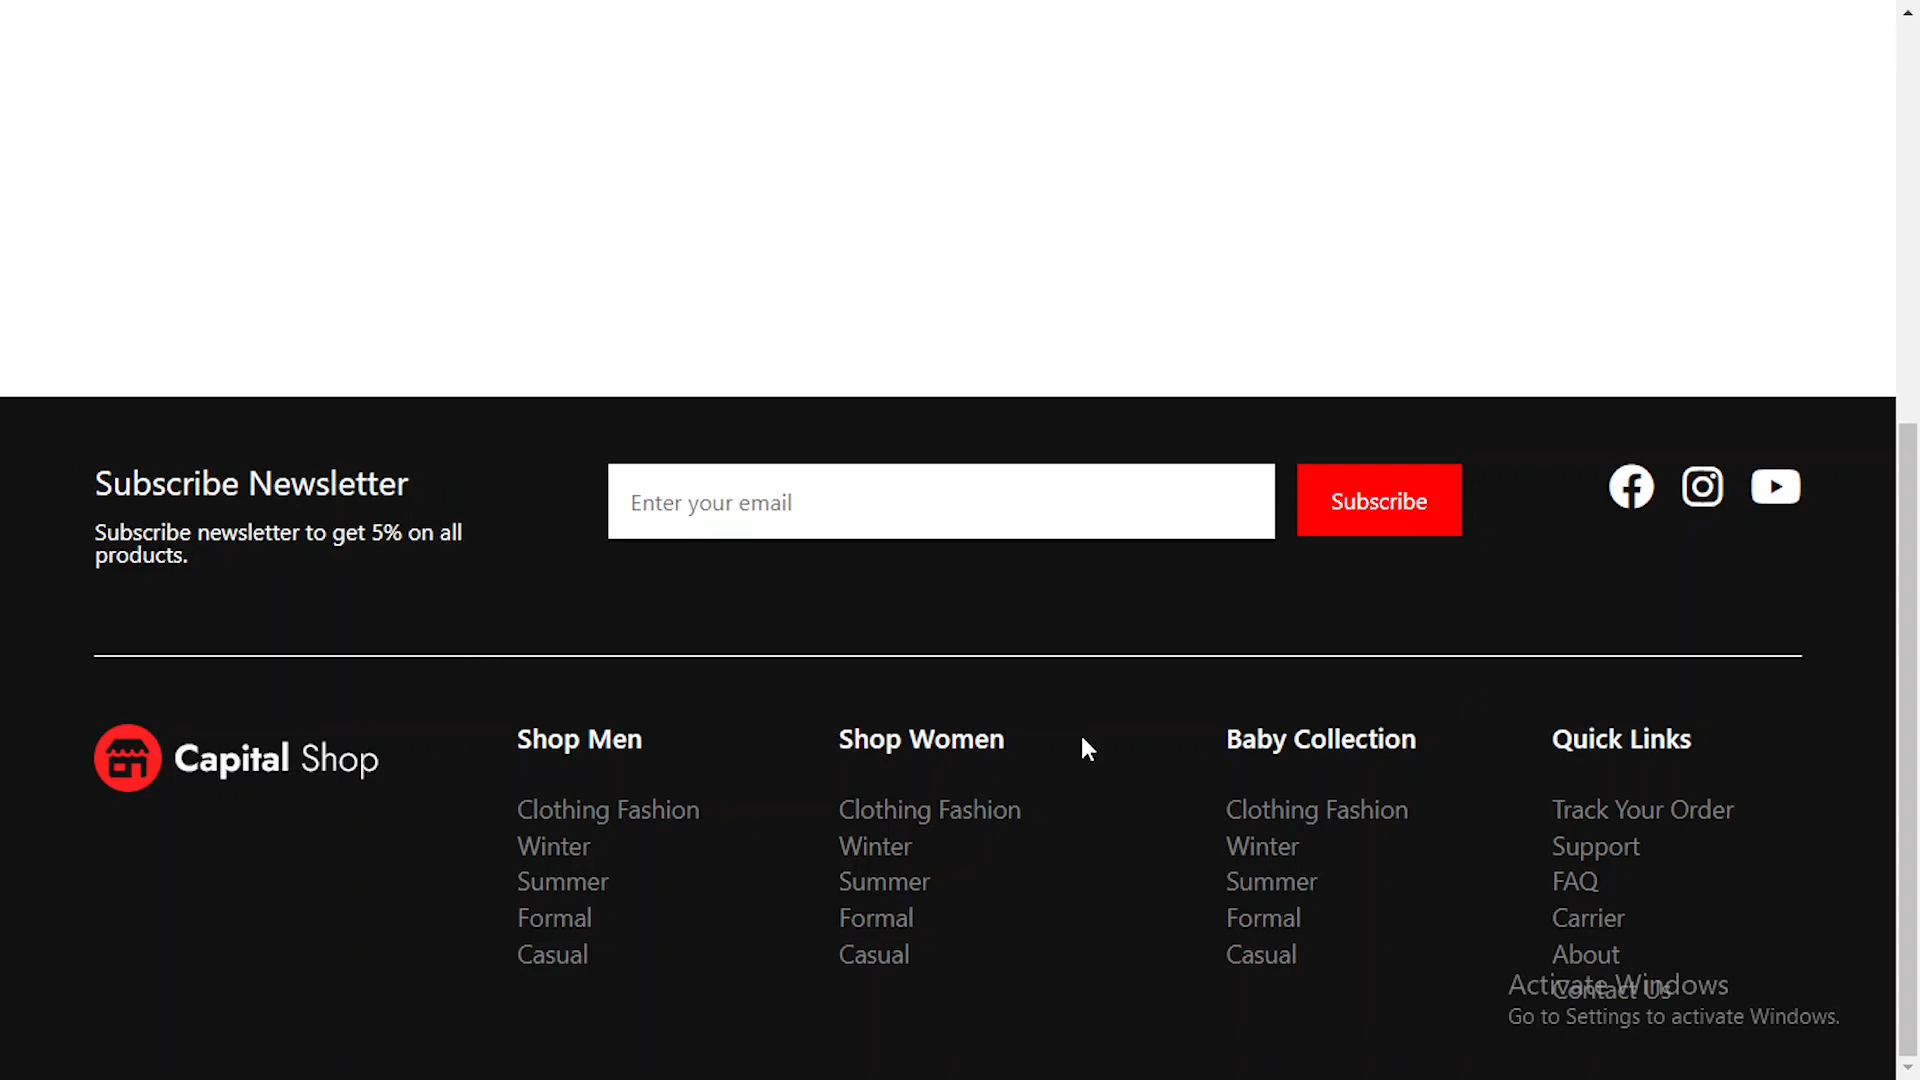 Subscribe Newsletter
Subscribe newsletter to get 5% on all
products.
Enter your email
Subscribe
Capital Shop
Shop Men
Clothing Fashion
Winter
Summer
Formal
Casual
Shop Women
Clothing Fashion
Winter
Summer
Formal
Casual
Baby Collection
Clothing Fashion
Winter
Summer
Formal
Casual
Quick Links
Track Your Order
Support
FAQ
Carrier
About
Contact Us
Activate Windows
Go to Settings to activate Windows.